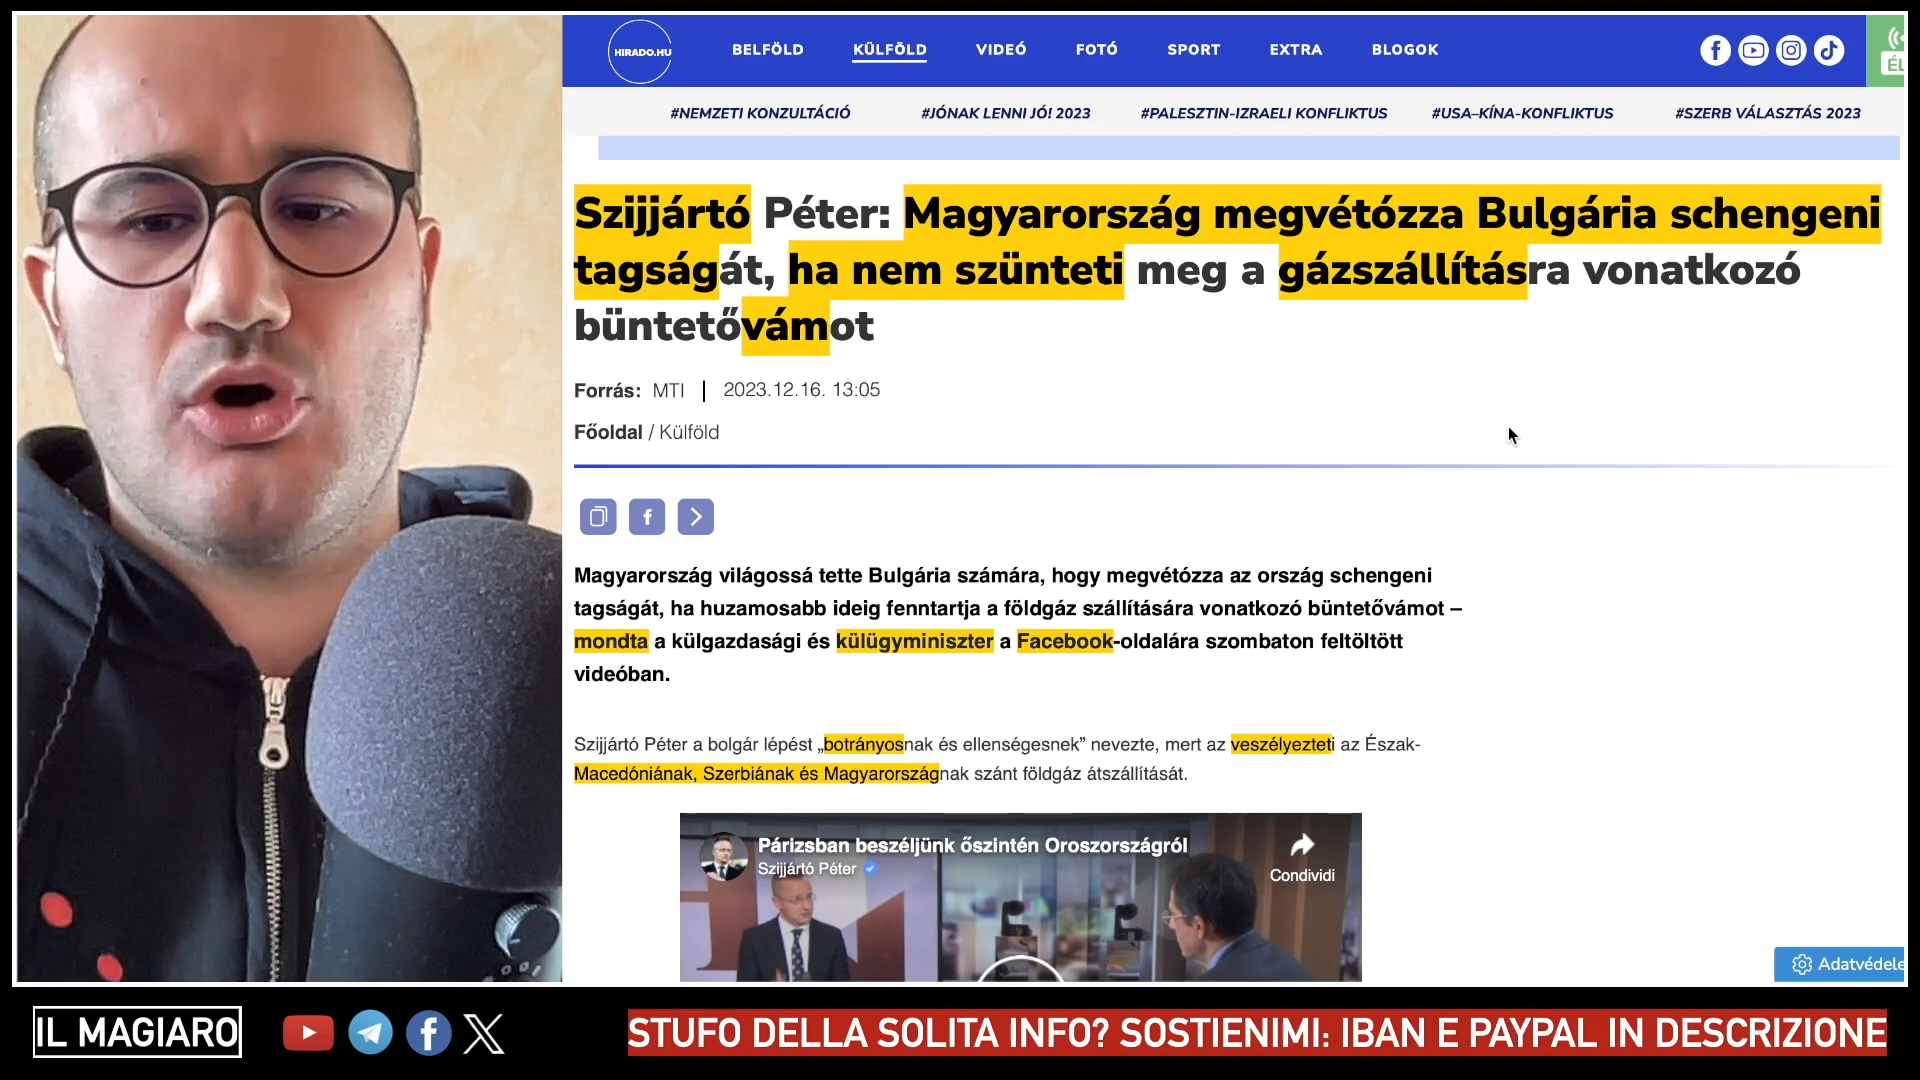 HIRADO.HU
BELFÖLD KÜLFÖLD VIDEÓ FOTÓ SPORT EXTRA BLOGOK
#NEMZETI KONZULTÁCIÓ #JÓNAK LENNI JÓ! 2023 #PALESZTIN-IZRAELI KONFLIKTUS #USA–KÍNA-KONFLIKTUS #SZERB VÁLASZTÁS 2023
Szijjártó Péter: Magyarország megvétózza Bulgária schengeni
tagságát, ha nem szünteti meg a gázszállításra vonatkozó
büntetővámot
Forrás: MTI | 2023.12.16. 13:05
Főoldal / Külföld
Magyarország világossá tette Bulgária számára, hogy megvétózza az ország schengeni
tagságát, ha huzamosabb ideig fenntartja a földgáz szállítására vonatkozó büntetővámot –
mondta a külgazdasági és külügyminiszter a Facebook-oldalára szombaton feltöltött
videóban.
Szijjártó Péter a bolgár lépést „botrányosnak és ellenségesnek” nevezte, mert az veszélyezteti az Észak-
Macedóniának, Szerbiának és Magyarországnak szánt földgáz átszállítását.
Párizsban beszéljünk őszintén Oroszországról
Szijjártó Péter
Condividi
IL MAGIARO
STUFO DELLA SOLITA INFO? SOSTIENIMI: IBAN E PAYPAL IN DESCRIZIONE